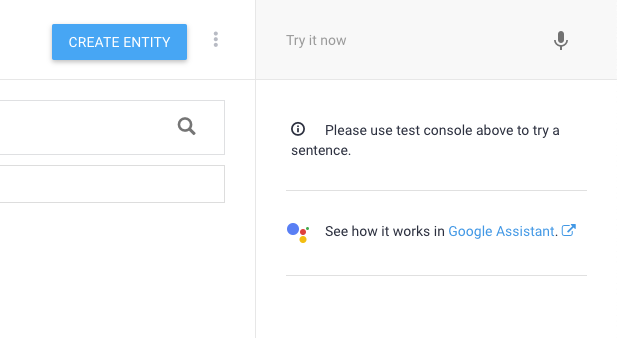 CREATE ENTITY
Try it now
Please use test console above to try a
sentence.
See how it works in Google Assistant.